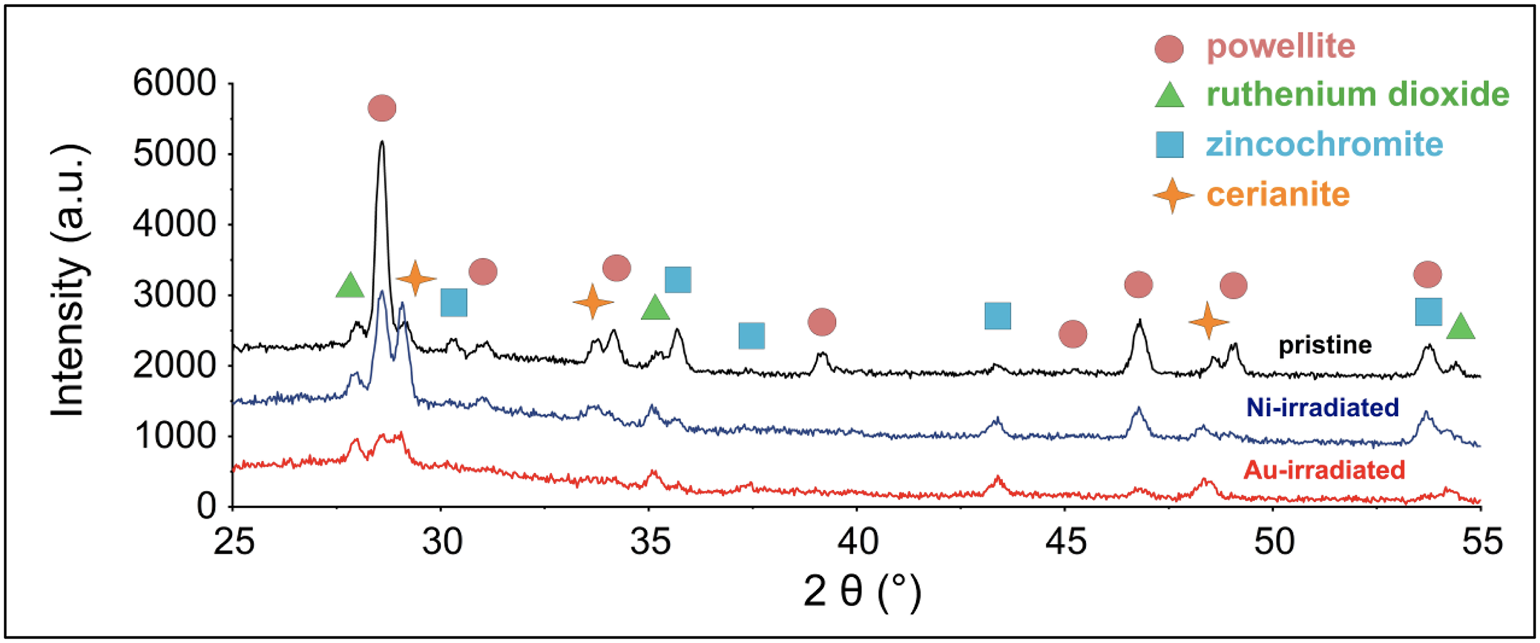 powellite
ruthenium dioxide
zincochromite
cerianite
Intensity (a.u.)
6000
5000
4000
3000
2000
1000
0
pristine
Ni-irradiated
Au-irradiated
25 30 35 40 45 50 55
2 θ (°)